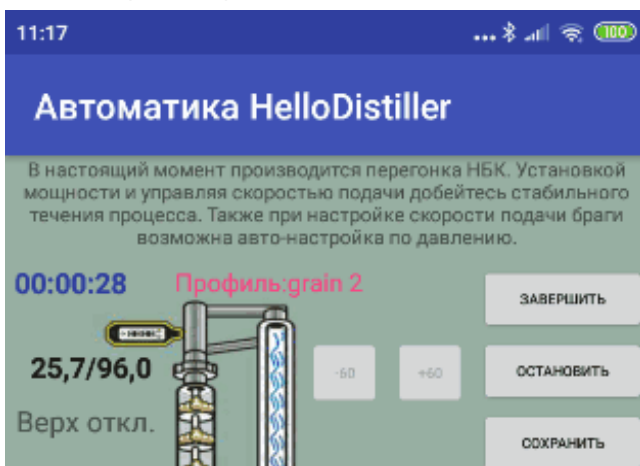 11:17
100
Автоматика HelloDistiller
В настоящий момент производится перегонка НБК. Установкой
мощности и управляя скоростью подачи добейтесь стабильного
течения процесса. Также при настройке скорости подачи браги
возможна авто-настройка по давлению.
00:00:28 Профиль:grain 2
ЗАВЕРШИТЬ
25,7/96,0
-60 +60
ОСТАНОВИТЬ
Верх откл.
СОХРАНИТЬ